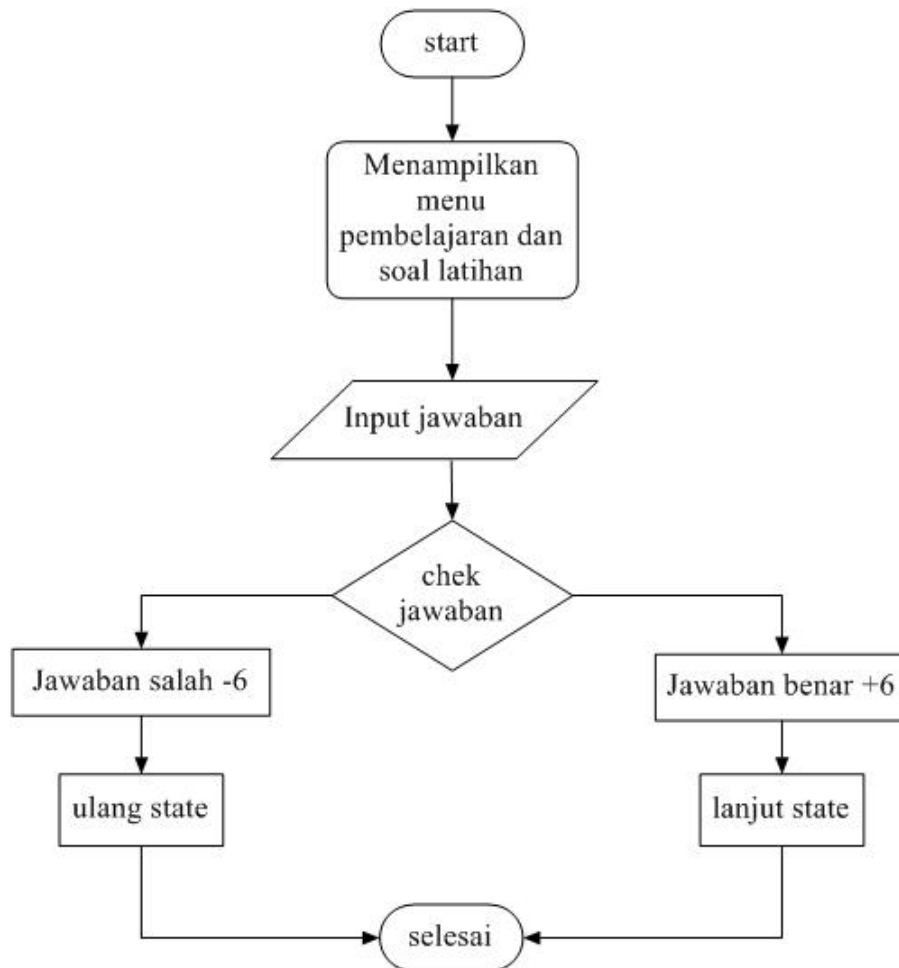 start
Menampilkan
menu
pembelajaran dan
soal latihan
Input jawaban
chek
jawaban
Jawaban salah -6
Jawaban benar +6
ulang state
lanjut state
selesai